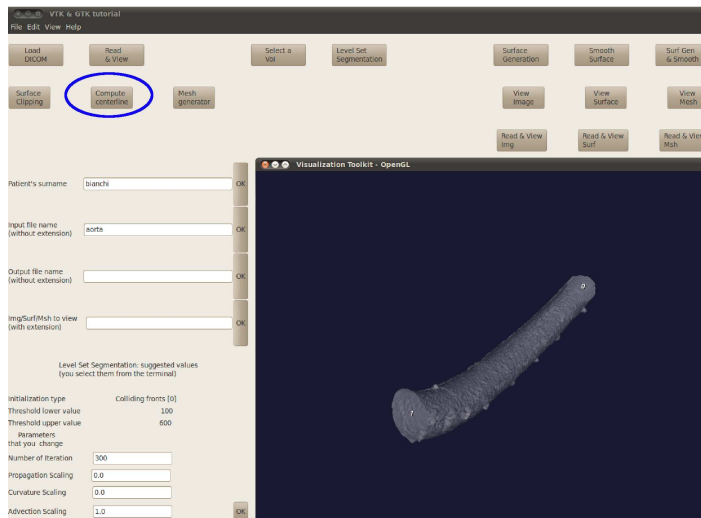 VTK & GTK tutorial
File Edit View Help
Load DICOM
Read & View
Select a VoI
Level Set Segmentation
Surface Generation
Smooth Surface
Surf Gen & Smooth
Surface Clipping
Compute centerline
Mesh generator
View Image
View Surface
View Mesh
Read & View Img
Read & View Surf
Read & View Msh
Visualization Toolkit - OpenGL
Patient's surname bianchi OK
Input file name (without extension) aorta OK
Output file name (without extension) OK
Img/Surf/Msh to view (with extension) OK
0
1
Level Set Segmentation: suggested values
(you select them from the terminal)
Initialization type Colliding fronts [0]
Threshold lower value 100
Threshold upper value 600
Parameters
that you change
Number of Iteration 300
Propagation Scaling 0.0
Curvature Scaling 0.0
Advection Scaling 1.0 OK